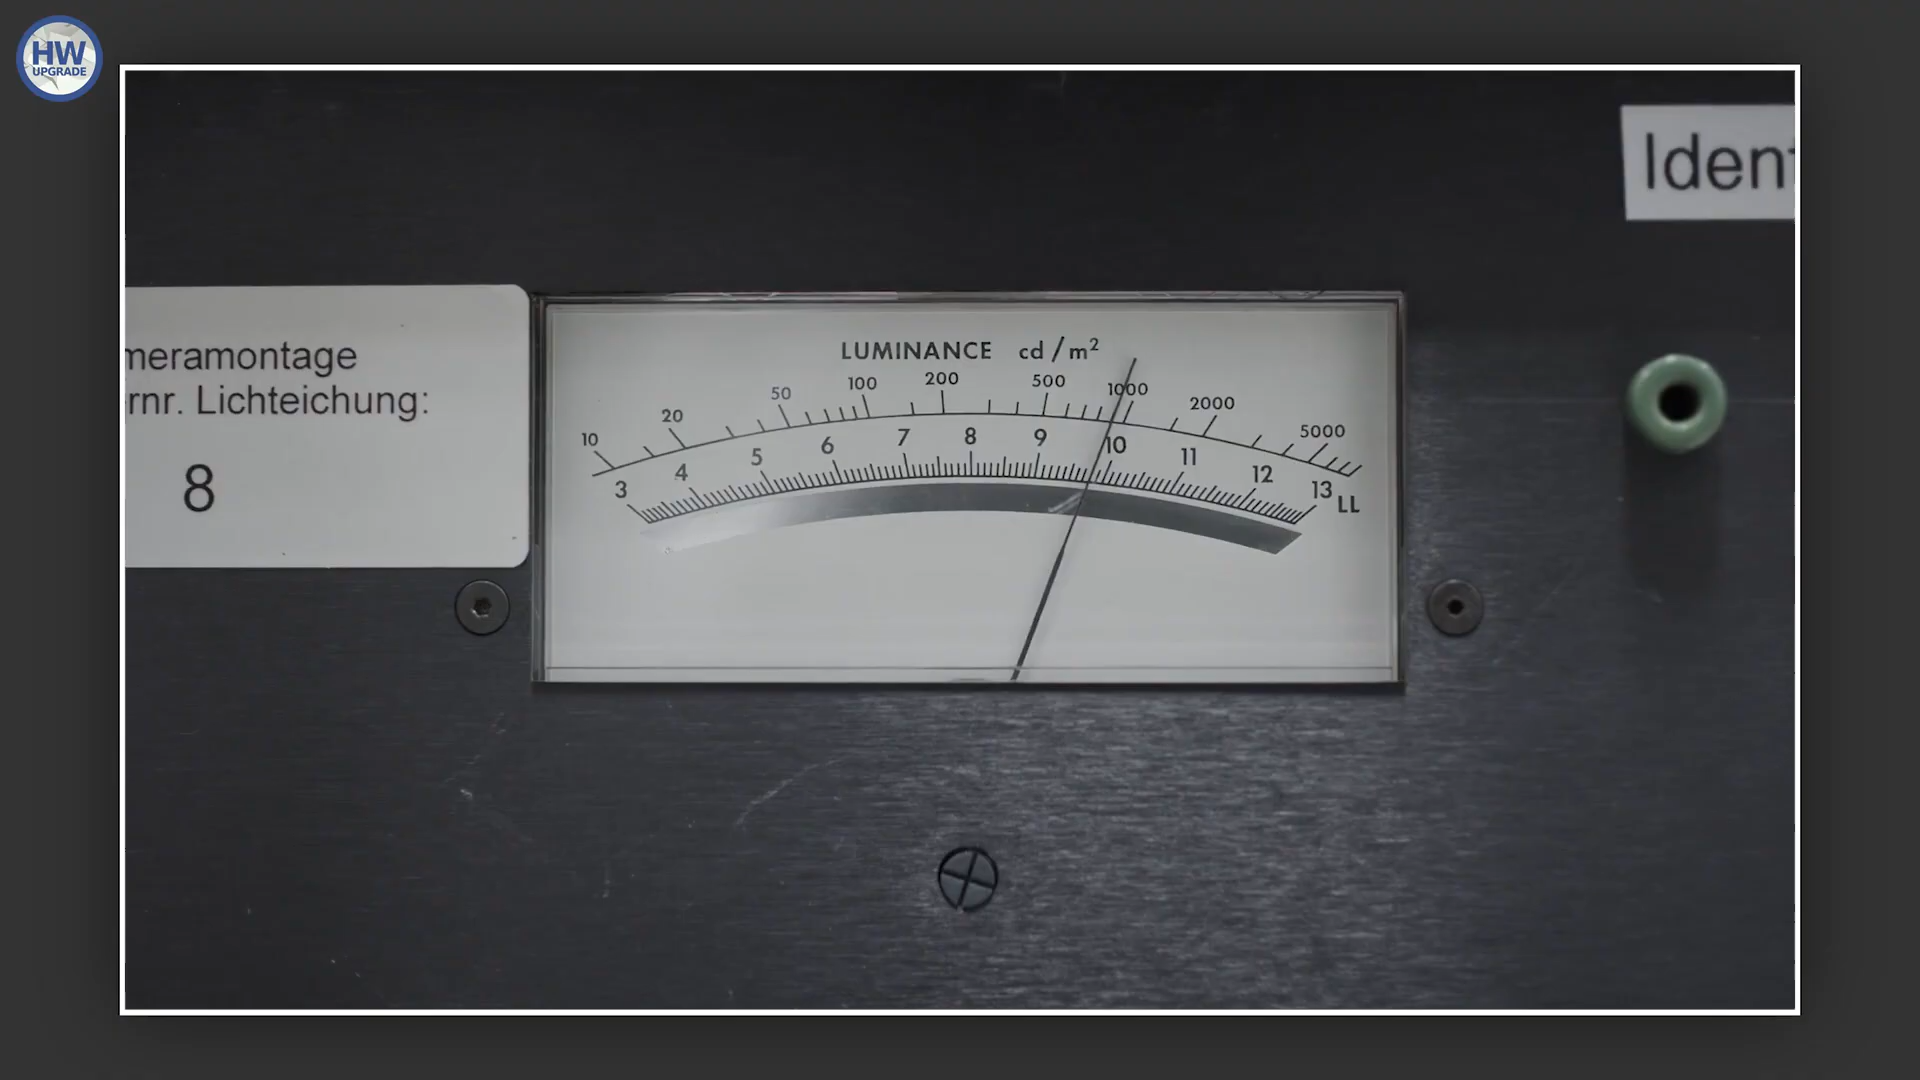 HW
UPGRADE
Iden
meramontage
rnr. Lichteichung:
8
LUMINANCE cd/m²
10 20 50 100 200 500 1000 2000 5000
3 4 5 6 7 8 9 10 11 12 13 LL